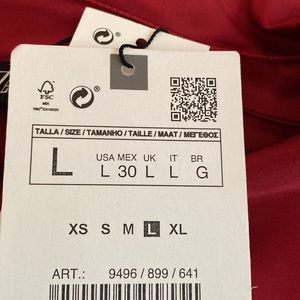 FSC
MIX
TALLA / SIZE / TAMANHO / TAILLE / MAAT / ΜΕΓΕΘΟΣ
USA MEX UK IT BR
L L 30 L L G
XS S M L XL
ART.: 9496 / 899 / 641